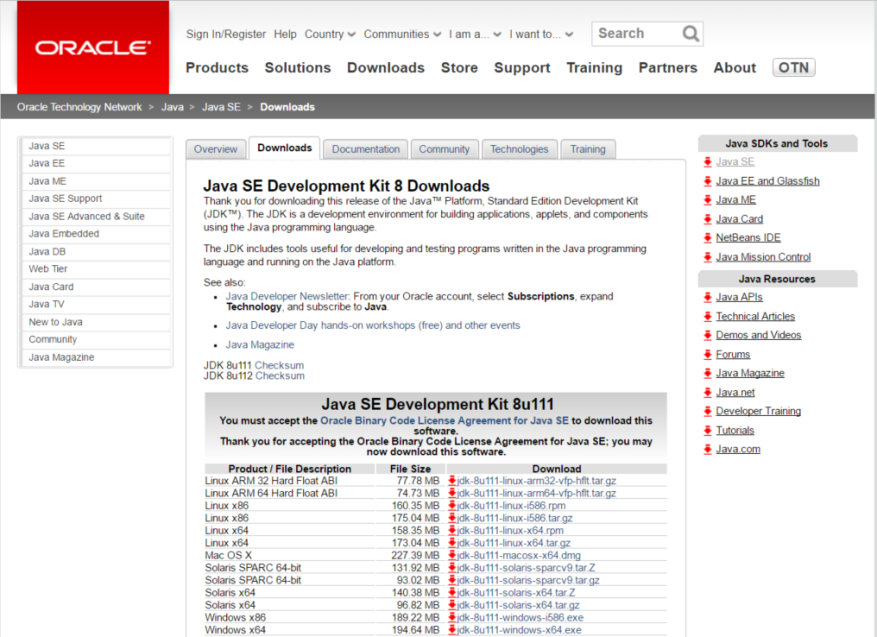 ORACLE
Sign In/Register Help Country Communities I am a... I want to... Search
Products Solutions Downloads Store Support Training Partners About OTN
Oracle Technology Network > Java > Java SE > Downloads
Java SE
Java EE
Java ME
Java SE Support
Java SE Advanced & Suite
Java Embedded
Java DB
Web Tier
Java Card
Java TV
New to Java
Community
Java Magazine
Overview Downloads Documentation Community Technologies Training
Java SE Development Kit 8 Downloads
Thank you for downloading this release of the Java™ Platform, Standard Edition Development Kit
(JDK™). The JDK is a development environment for building applications, applets, and components
using the Java programming language.
The JDK includes tools useful for developing and testing programs written in the Java programming
language and running on the Java platform.
See also:
• Java Developer Newsletter: From your Oracle account, select Subscriptions, expand
Technology, and subscribe to Java.
• Java Developer Day hands-on workshops (free) and other events
• Java Magazine
JDK 8u111 Checksum
JDK 8u112 Checksum
Java SE Development Kit 8u111
You must accept the Oracle Binary Code License Agreement for Java SE to download this
software.
Thank you for accepting the Oracle Binary Code License Agreement for Java SE; you may
now download this software.
Product / File Description File Size Download
Linux ARM 32 Hard Float ABI 77.78 MB jdk-8u111-linux-arm32-vfp-hflt.tar.gz
Linux ARM 64 Hard Float ABI 74.73 MB jdk-8u111-linux-arm64-vfp-hflt.tar.gz
Linux x86 160.35 MB jdk-8u111-linux-i586.rpm
Linux x86 175.04 MB jdk-8u111-linux-i586.tar.gz
Linux x64 158.35 MB jdk-8u111-linux-x64.rpm
Linux x64 173.04 MB jdk-8u111-linux-x64.tar.gz
Mac OS X 227.39 MB jdk-8u111-macosx-x64.dmg
Solaris SPARC 64-bit 131.92 MB jdk-8u111-solaris-sparcv9.tar.Z
Solaris SPARC 64-bit 93.02 MB jdk-8u111-solaris-sparcv9.tar.gz
Solaris x64 140.38 MB jdk-8u111-solaris-x64.tar.Z
Solaris x64 96.82 MB jdk-8u111-solaris-x64.tar.gz
Windows x86 189.22 MB jdk-8u111-windows-i586.exe
Windows x64 194.64 MB jdk-8u111-windows-x64.exe
Java SDKs and Tools
Java SE
Java EE and Glassfish
Java ME
Java Card
NetBeans IDE
Java Mission Control
Java Resources
Java APIs
Technical Articles
Demos and Videos
Forums
Java Magazine
Java.net
Developer Training
Tutorials
Java.com